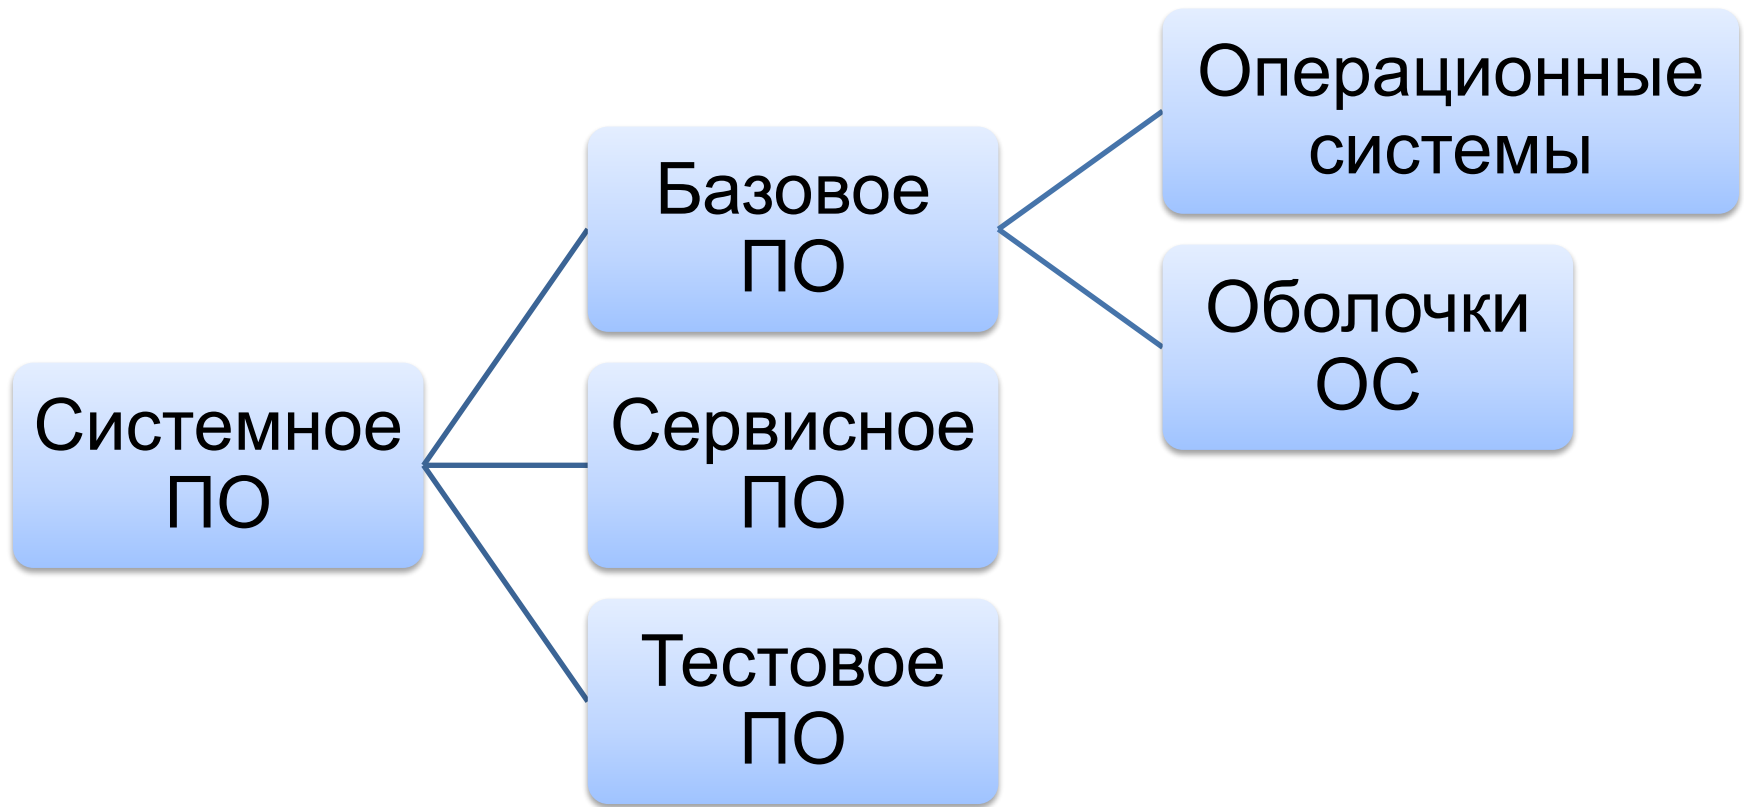 Системное
ПО
Базовое
ПО
Операционные
системы
Оболочки
ОС
Сервисное
ПО
Тестовое
ПО